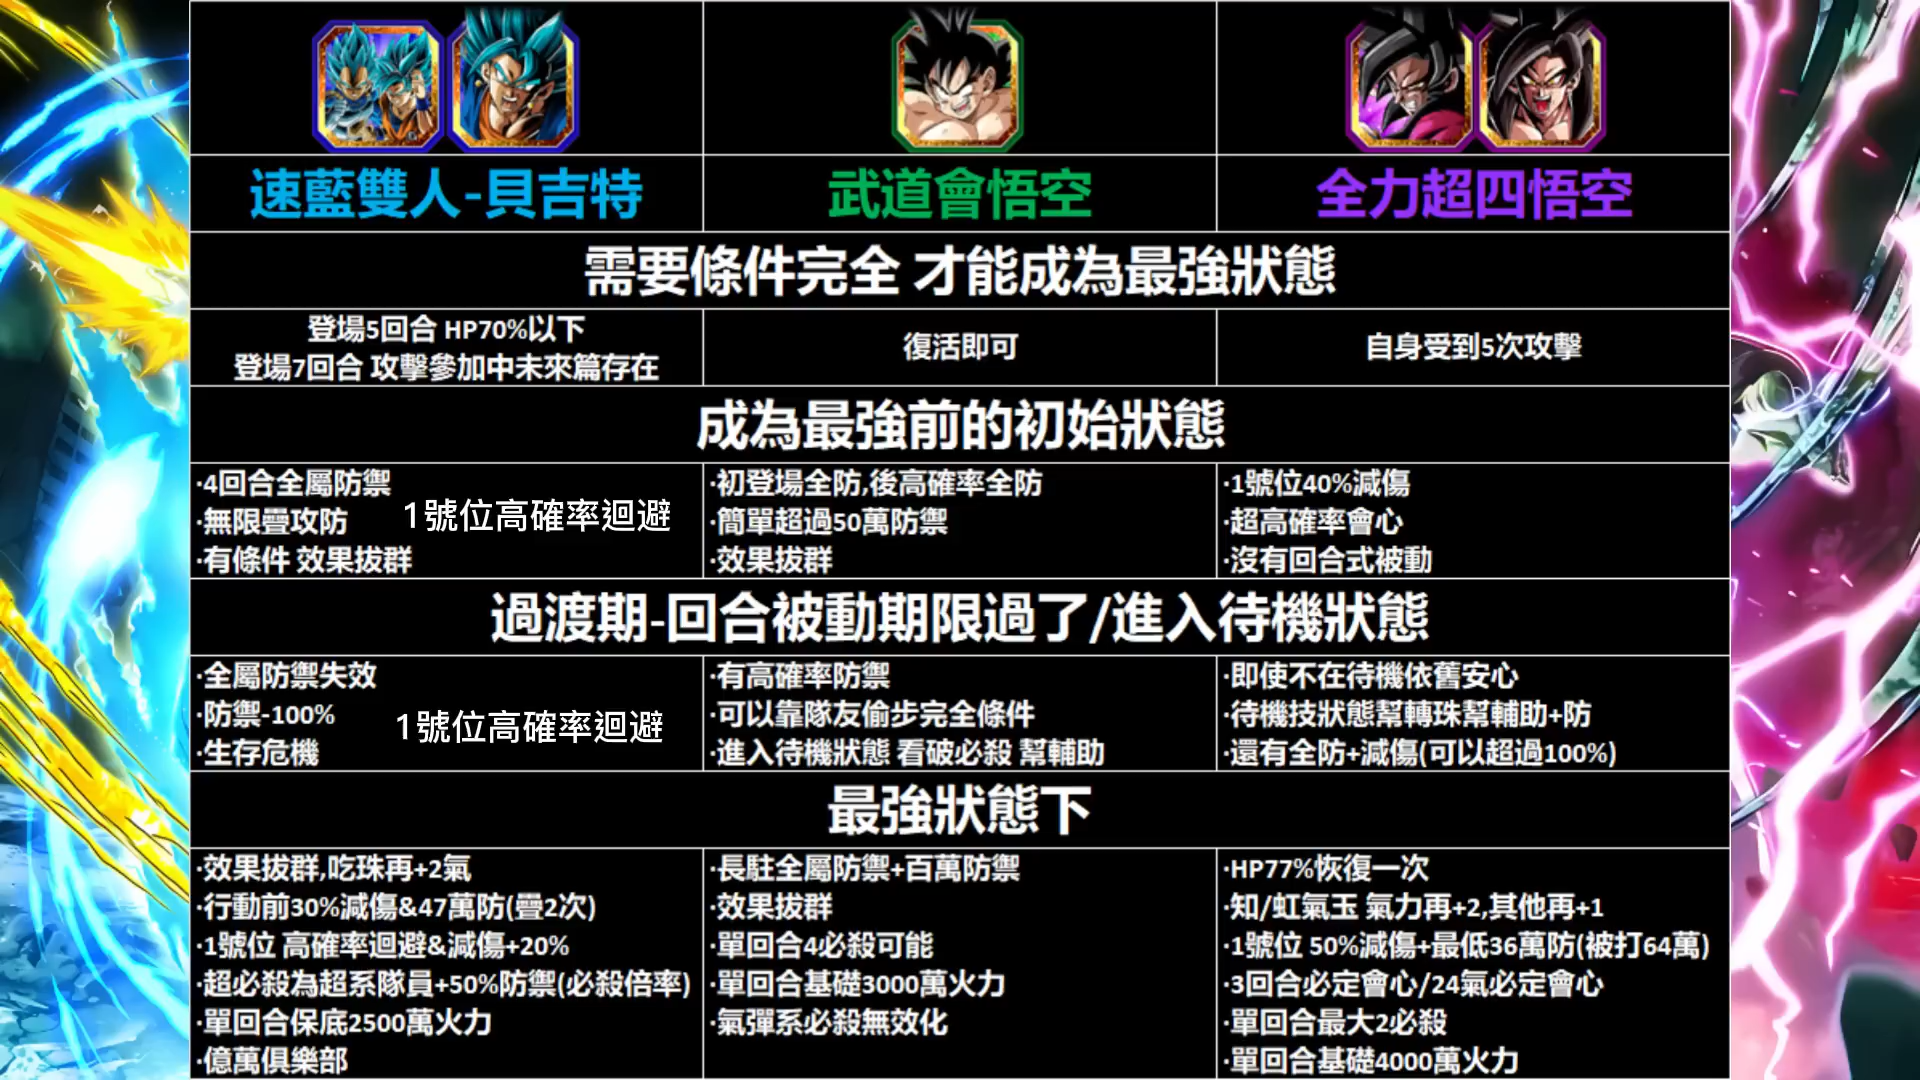 速藍雙人-貝吉特
武道會悟空
全力超四悟空
需要條件完全 才能成為最強狀態
登場5回合 HP70%以下
登場7回合 攻擊參加中未來篇存在
復活即可
自身受到5次攻擊
成為最強前的初始狀態
·4回合全屬防禦
·無限疊攻防
·有條件 效果拔群
1號位高確率迴避
·初登場全防,後高確率全防
·簡單超過50萬防禦
·效果拔群
·1號位40%減傷
·超高確率會心
·沒有回合式被動
過渡期-回合被動期限過了/進入待機狀態
·全屬防禦失效
·防禦-100%
·生存危機
1號位高確率迴避
·有高確率防禦
·可以靠隊友偷步完全條件
·進入待機狀態 看破必殺 幫輔助
·即使不在待機依舊安心
·待機技狀態幫轉珠幫輔助+防
·還有全防+減傷(可以超過100%)
最強狀態下
·效果拔群,吃珠再+2氣
·行動前30%減傷&47萬防(疊2次)
·1號位 高確率迴避&減傷+20%
·超必殺為超系隊員+50%防禦(必殺倍率)
·單回合保底2500萬火力
·億萬俱樂部
·長駐全屬防禦+百萬防禦
·效果拔群
·單回合4必殺可能
·單回合基礎3000萬火力
·氣彈系必殺無效化
·HP77%恢復一次
·知/虹氣玉 氣力再+2,其他再+1
·1號位 50%減傷+最低36萬防(被打64萬)
·3回合必定會心/24氣必定會心
·單回合最大2必殺
·單回合基礎4000萬火力